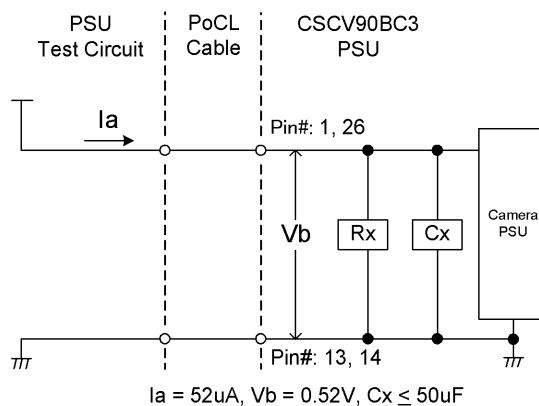 PSU
Test Circuit
PoCL
Cable
CSCV90BC3
PSU
Ia
Pin#: 1, 26
Vb
Rx
Cx
Camera
PSU
Pin#: 13, 14
Ia = 52uA, Vb = 0.52V, Cx ≤ 50uF